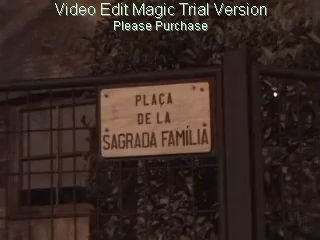 Video Edit Magic Trial Version
Please Purchase
PLAÇA
DE LA
SAGRADA FAMÍLIA